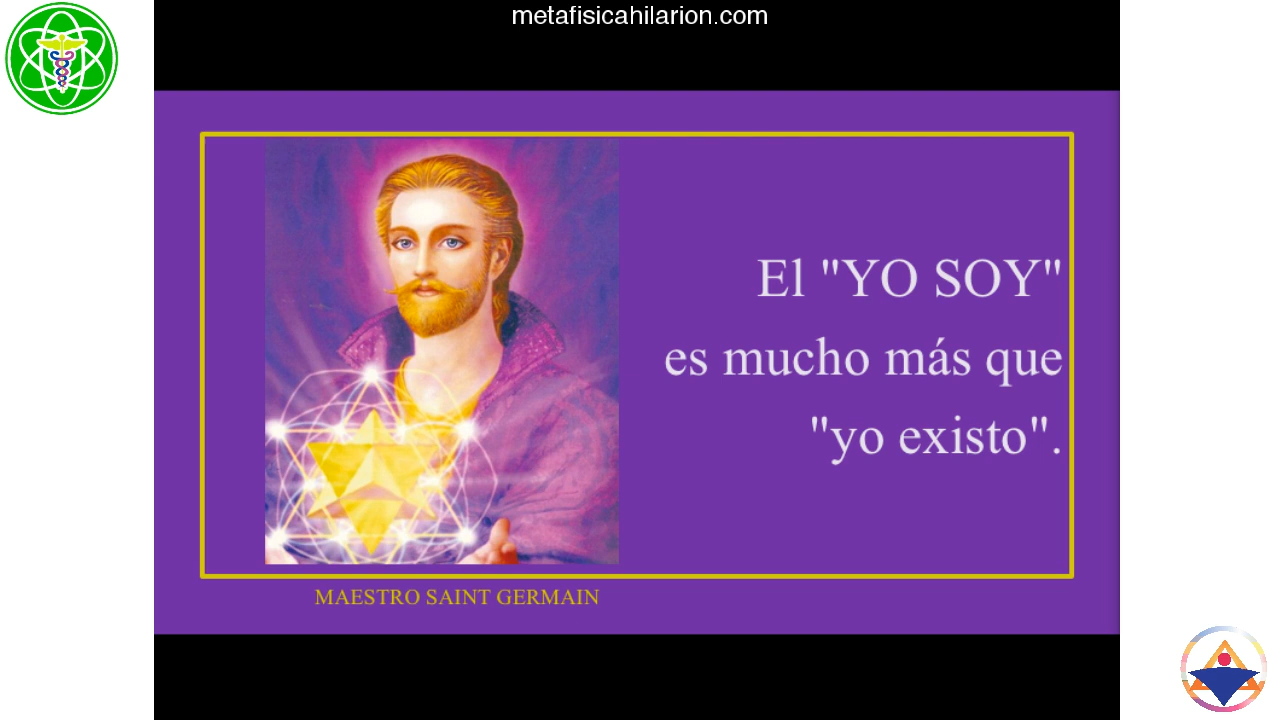 metafisicahilarion.com
El "YO SOY"
es mucho más que
"yo existo".
MAESTRO SAINT GERMAIN